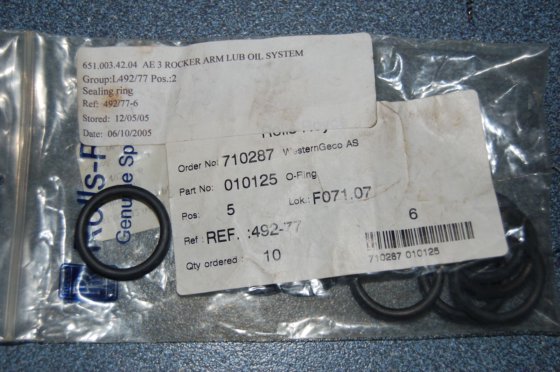 651.003.42.04 AE 3 ROCKER ARM LUB OIL SYSTEM
Group:L492/77 Pos.:2
Sealing ring
Ref: 492/77-6
Stored: 12/05/05
Date: 06/10/2005
Rolls-R
Genuine Sp
Order No: 710287 WesternGeco AS
Part No: 010125 O-Ring
Pos: 5 Lok.: F071.07
Ref : REF. :492-77
Qty ordered : 10
6
710287 010125